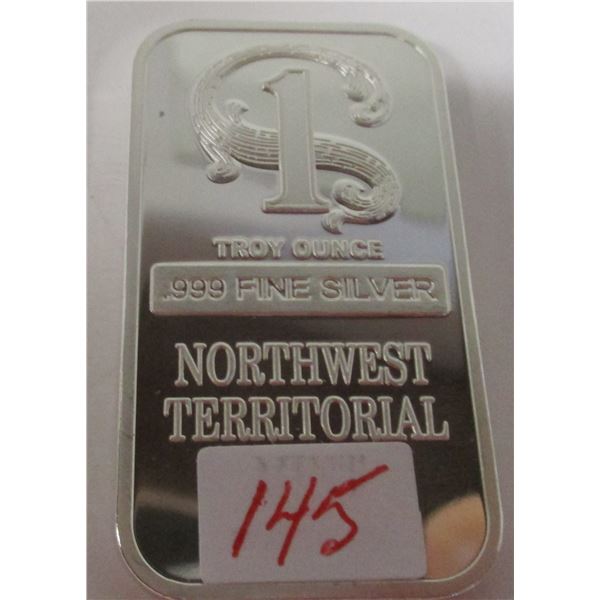 1
TROY OUNCE
.999 FINE SILVER
NORTHWEST
TERRITORIAL
145